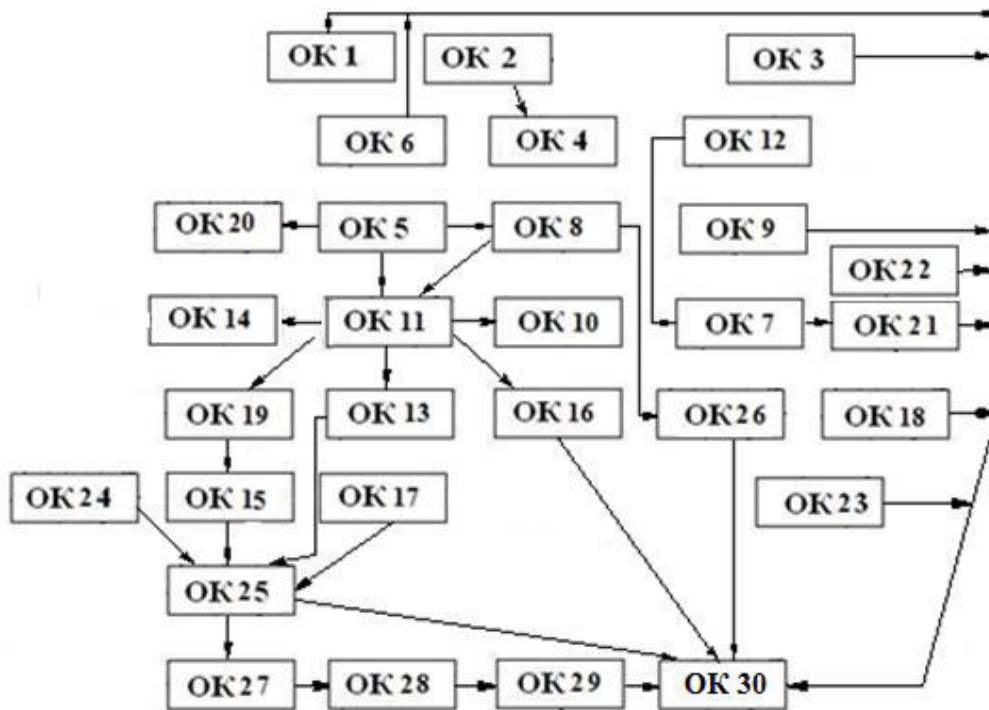 ОК 1
ОК 2
ОК 3
ОК 6
ОК 4
ОК 12
ОК 20
ОК 5
ОК 8
ОК 9
ОК 22
ОК 14
ОК 11
ОК 10
ОК 7
ОК 21
ОК 19
ОК 13
ОК 16
ОК 26
ОК 18
ОК 24
ОК 15
ОК 17
ОК 23
ОК 25
ОК 27
ОК 28
ОК 29
ОК 30